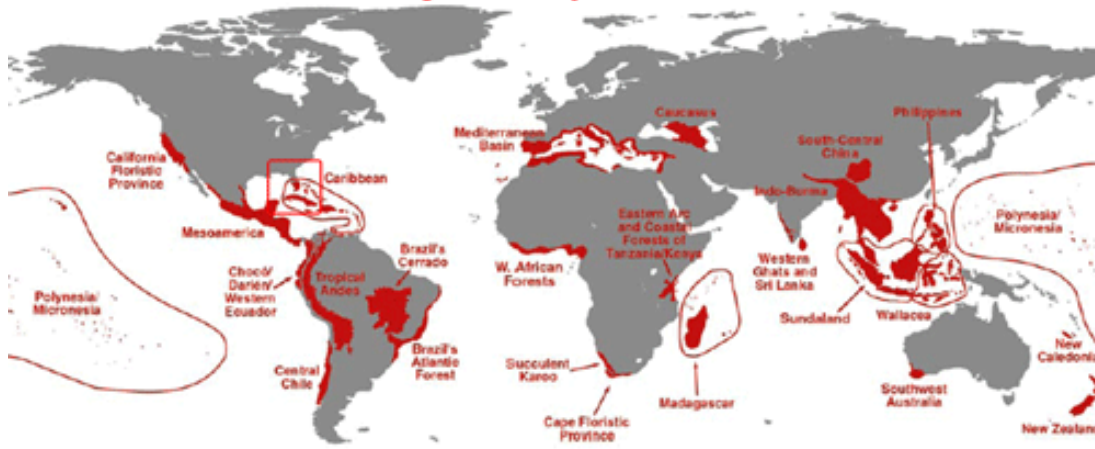 Caucasus
Philippines
Mediterranean
Basin
South-Central
China
California
Floristic
Province
Caribbean
Indo-Burma
Polynesia/
Micronesia
Mesoamerica
Eastern Arc
and Coastal
Forests of
Tanzania/Kenya
Brazil's
Cerrado
W. African
Forests
Western
Ghats and
Sri Lanka
Chocó/
Darién/
Western
Ecuador
Tropical
Andes
Polynesia/
Micronesia
Sundaland
Wallacea
Central
Chile
Brazil's
Atlantic
Forest
Succulent
Karoo
Madagascar
Cape Floristic
Province
Southwest
Australia
New
Caledonia
New Zealand